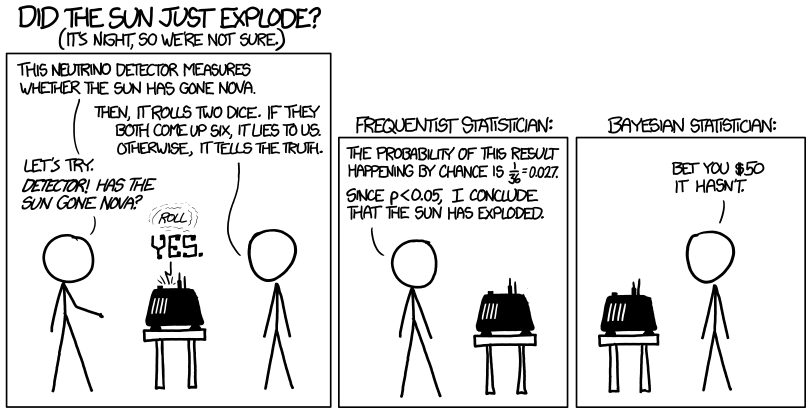 DID THE SUN JUST EXPLODE?
(IT'S NIGHT, SO WE'RE NOT SURE.)
THIS NEUTRINO DETECTOR MEASURES
WHETHER THE SUN HAS GONE NOVA.
THEN, IT ROLLS TWO DICE. IF THEY
BOTH COME UP SIX, IT LIES TO US.
OTHERWISE, IT TELLS THE TRUTH.
LET'S TRY.
DETECTOR! HAS THE
SUN GONE NOVA?
ROLL
YES.
FREQUENTIST STATISTICIAN:
THE PROBABILITY OF THIS RESULT
HAPPENING BY CHANCE IS 1/36=0.027.
SINCE p<0.05, I CONCLUDE
THAT THE SUN HAS EXPLODED.
BAYESIAN STATISTICIAN:
BET YOU $50
IT HASN'T.